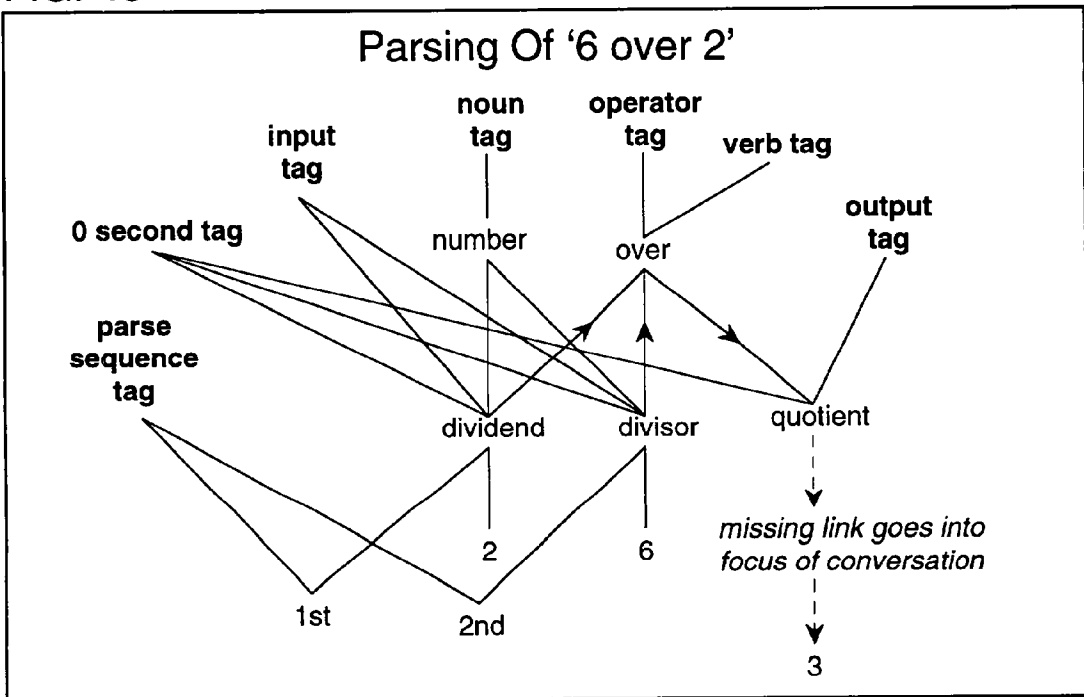 Parsing Of ‘6 over 2’
noun
tag
operator
tag
input
tag
verb tag
output
tag
0 second tag
number
over
parse
sequence
tag
dividend
divisor
quotient
2
6
missing link goes into
focus of conversation
1st
2nd
3